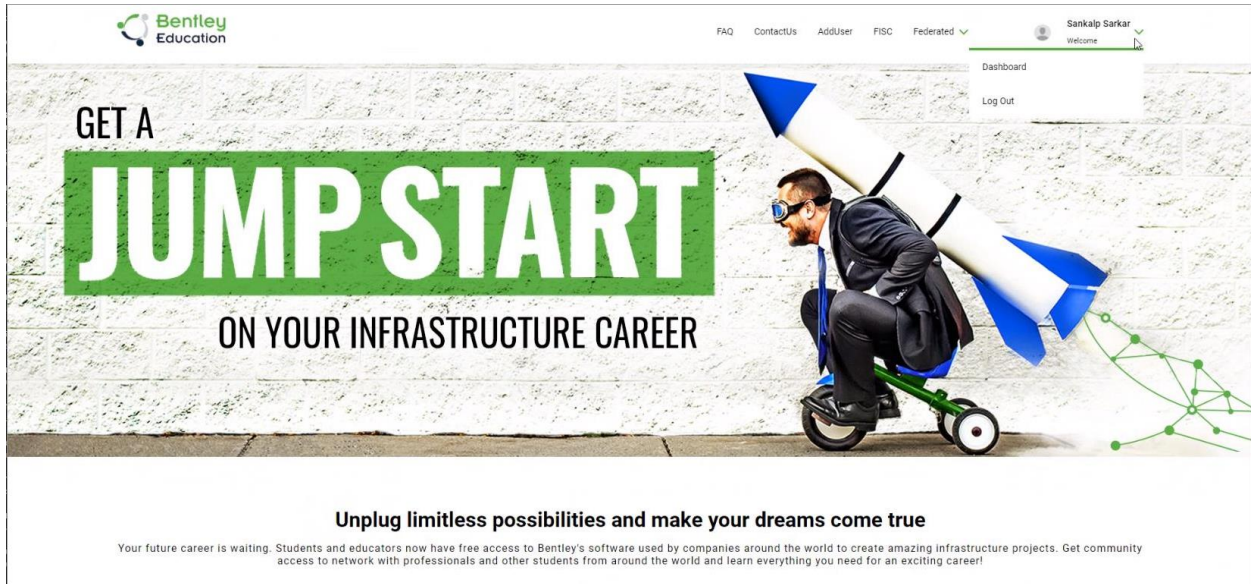 Bentley
Education
FAQ ContactUs AddUser FISC Federated Sankalp Sarkar
Welcome
Dashboard
Log Out
GET A
JUMP START
ON YOUR INFRASTRUCTURE CAREER
Unplug limitless possibilities and make your dreams come true
Your future career is waiting. Students and educators now have free access to Bentley's software used by companies around the world to create amazing infrastructure projects. Get community
access to network with professionals and other students from around the world and learn everything you need for an exciting career!